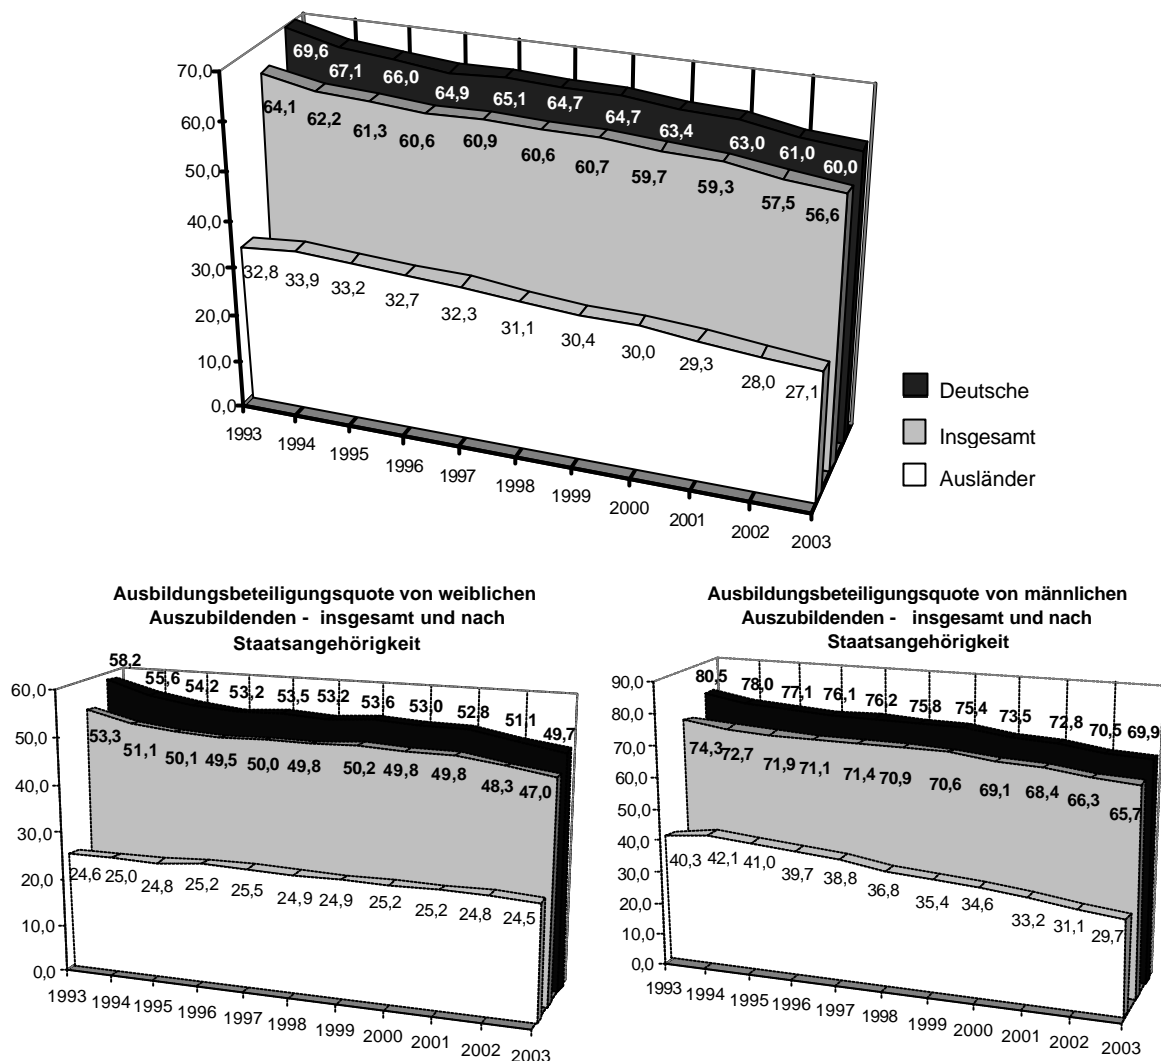 70,0
60,0
50,0
40,0
30,0
20,0
10,0
0,0
69,6 67,1 66,0 64,9 65,1 64,7 64,7 63,4 63,0 61,0 60,0
64,1 62,2 61,3 60,6 60,9 60,6 60,7 59,7 59,3 57,5 56,6
32,8 33,9 33,2 32,7 32,3 31,1 30,4 30,0 29,3 28,0 27,1
1993 1994 1995 1996 1997 1998 1999 2000 2001 2002 2003
Deutsche
Insgesamt
Ausländer
Ausbildungsbeteiligungsquote von weiblichen
Auszubildenden - insgesamt und nach
Staatsangehörigkeit
60,0
50,0
40,0
30,0
20,0
10,0
0,0
58,2 55,6 54,2 53,2 53,5 53,2 53,6 53,0 52,8 51,1 49,7
53,3 51,1 50,1 49,5 50,0 49,8 50,2 49,8 49,8 48,3 47,0
24,6 25,0 24,8 25,2 25,5 24,9 24,9 25,2 25,2 24,8 24,5
1993 1994 1995 1996 1997 1998 1999 2000 2001 2002 2003
Ausbildungsbeteiligungsquote von männlichen
Auszubildenden - insgesamt und nach
Staatsangehörigkeit
90,0
80,0
70,0
60,0
50,0
40,0
30,0
20,0
10,0
0,0
80,5 78,0 77,1 76,1 76,2 75,8 75,4 73,5 72,8 70,5 69,9
74,3 72,7 71,9 71,1 71,4 70,9 70,6 69,1 68,4 66,3 65,7
40,3 42,1 41,0 39,7 38,8 36,8 35,4 34,6 33,2 31,1 29,7
1993 1994 1995 1996 1997 1998 1999 2000 2001 2002 2003